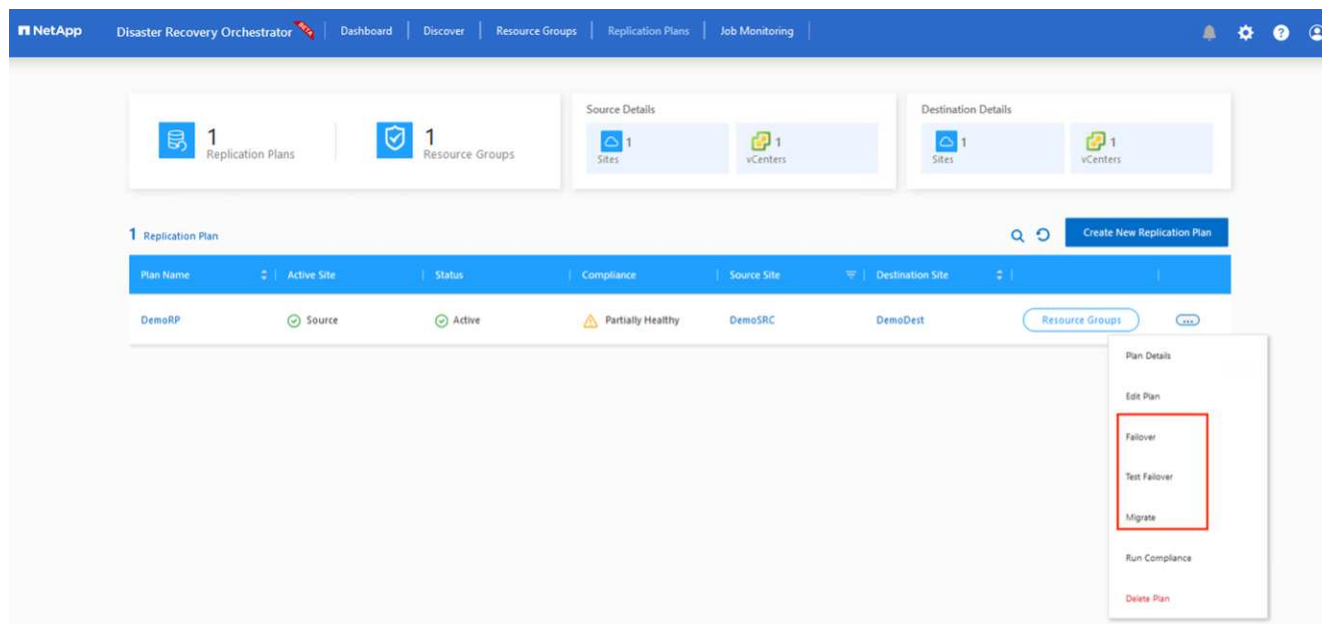 NetApp Disaster Recovery Orchestrator Dashboard Discover Resource Groups Replication Plans Job Monitoring
1
Replication Plans
1
Resource Groups
Source Details
1
Sites
1
vCenters
Destination Details
1
Sites
1
vCenters
1 Replication Plan
Create New Replication Plan
Plan Name Active Site Status Compliance Source Site Destination Site
DemoRP Source Active Partially Healthy DemoSRC DemoDest Resource Groups
Plan Details
Edit Plan
Failover
Test Failover
Migrate
Run Compliance
Delete Plan